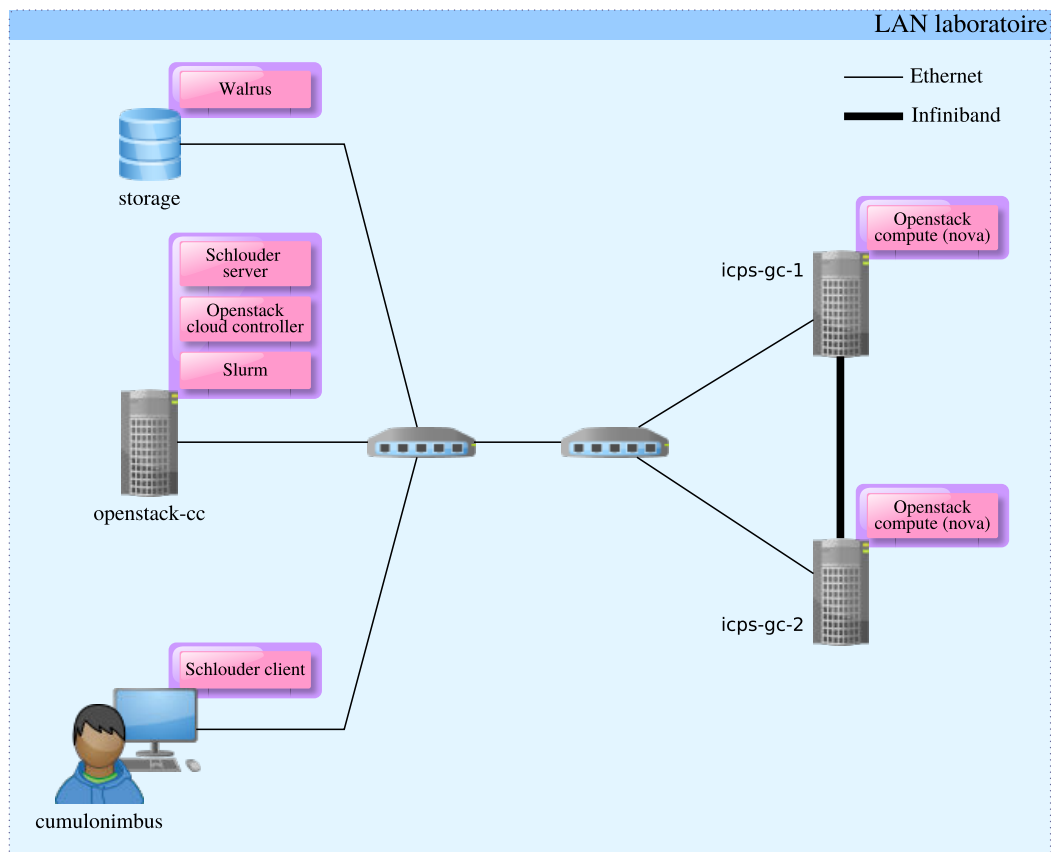 LAN laboratoire
Ethernet
Infiniband
Walrus
storage
Schlouder
server
Openstack
cloud controller
Slurm
openstack-cc
Openstack
compute (nova)
icps-gc-1
Openstack
compute (nova)
icps-gc-2
Schlouder client
cumulonimbus